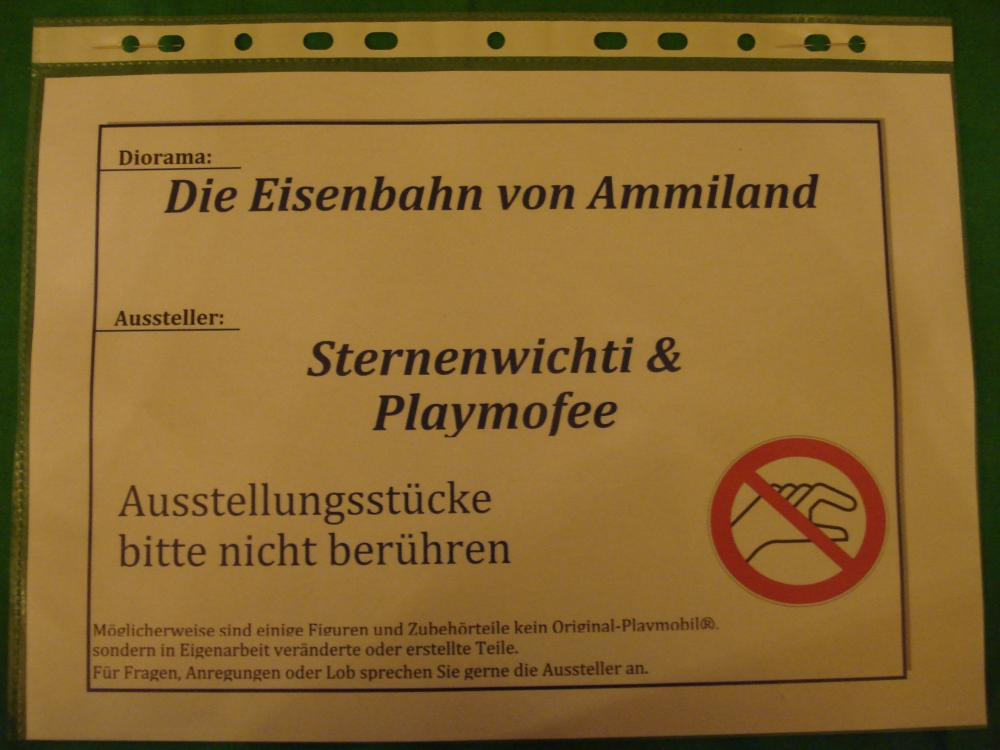 Diorama:
Die Eisenbahn von Ammiland
Aussteller:
Sternenwichti &
Playmofee
Ausstellungsstücke
bitte nicht berühren
Möglicherweise sind einige Figuren und Zubehörteile kein Original-Playmobil®.
sondern in Eigenarbeit veränderte oder erstellte Teile.
Für Fragen, Anregungen oder Lob sprechen Sie gerne die Aussteller an.